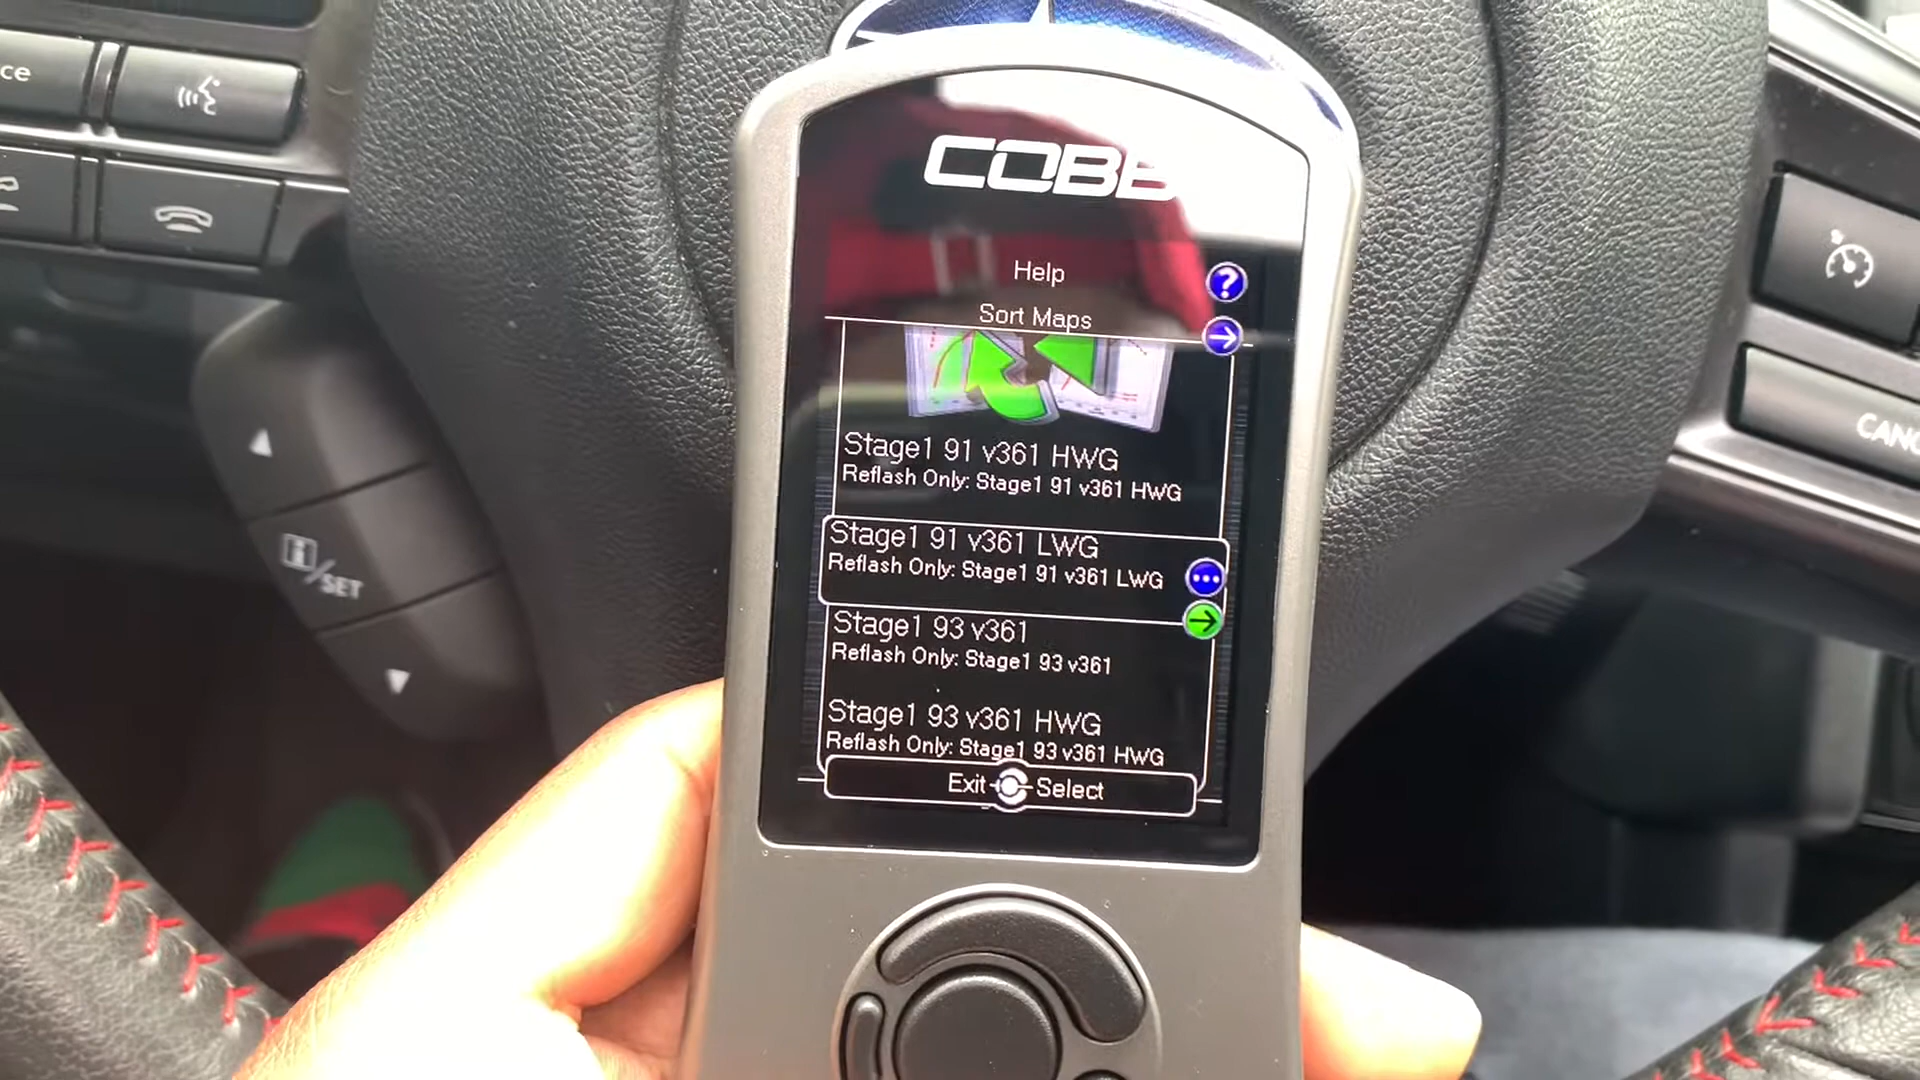 ce
COBB
Help
?
Sort Maps
Stage1 91 v361 HWG
Reflash Only: Stage1 91 v361 HWG
Stage1 91 v361 LWG
Reflash Only: Stage1 91 v361 LWG
Stage1 93 v361
Reflash Only: Stage1 93 v361
Stage1 93 v361 HWG
Reflash Only: Stage1 93 v361 HWG
Exit Select
i/SET
CANC